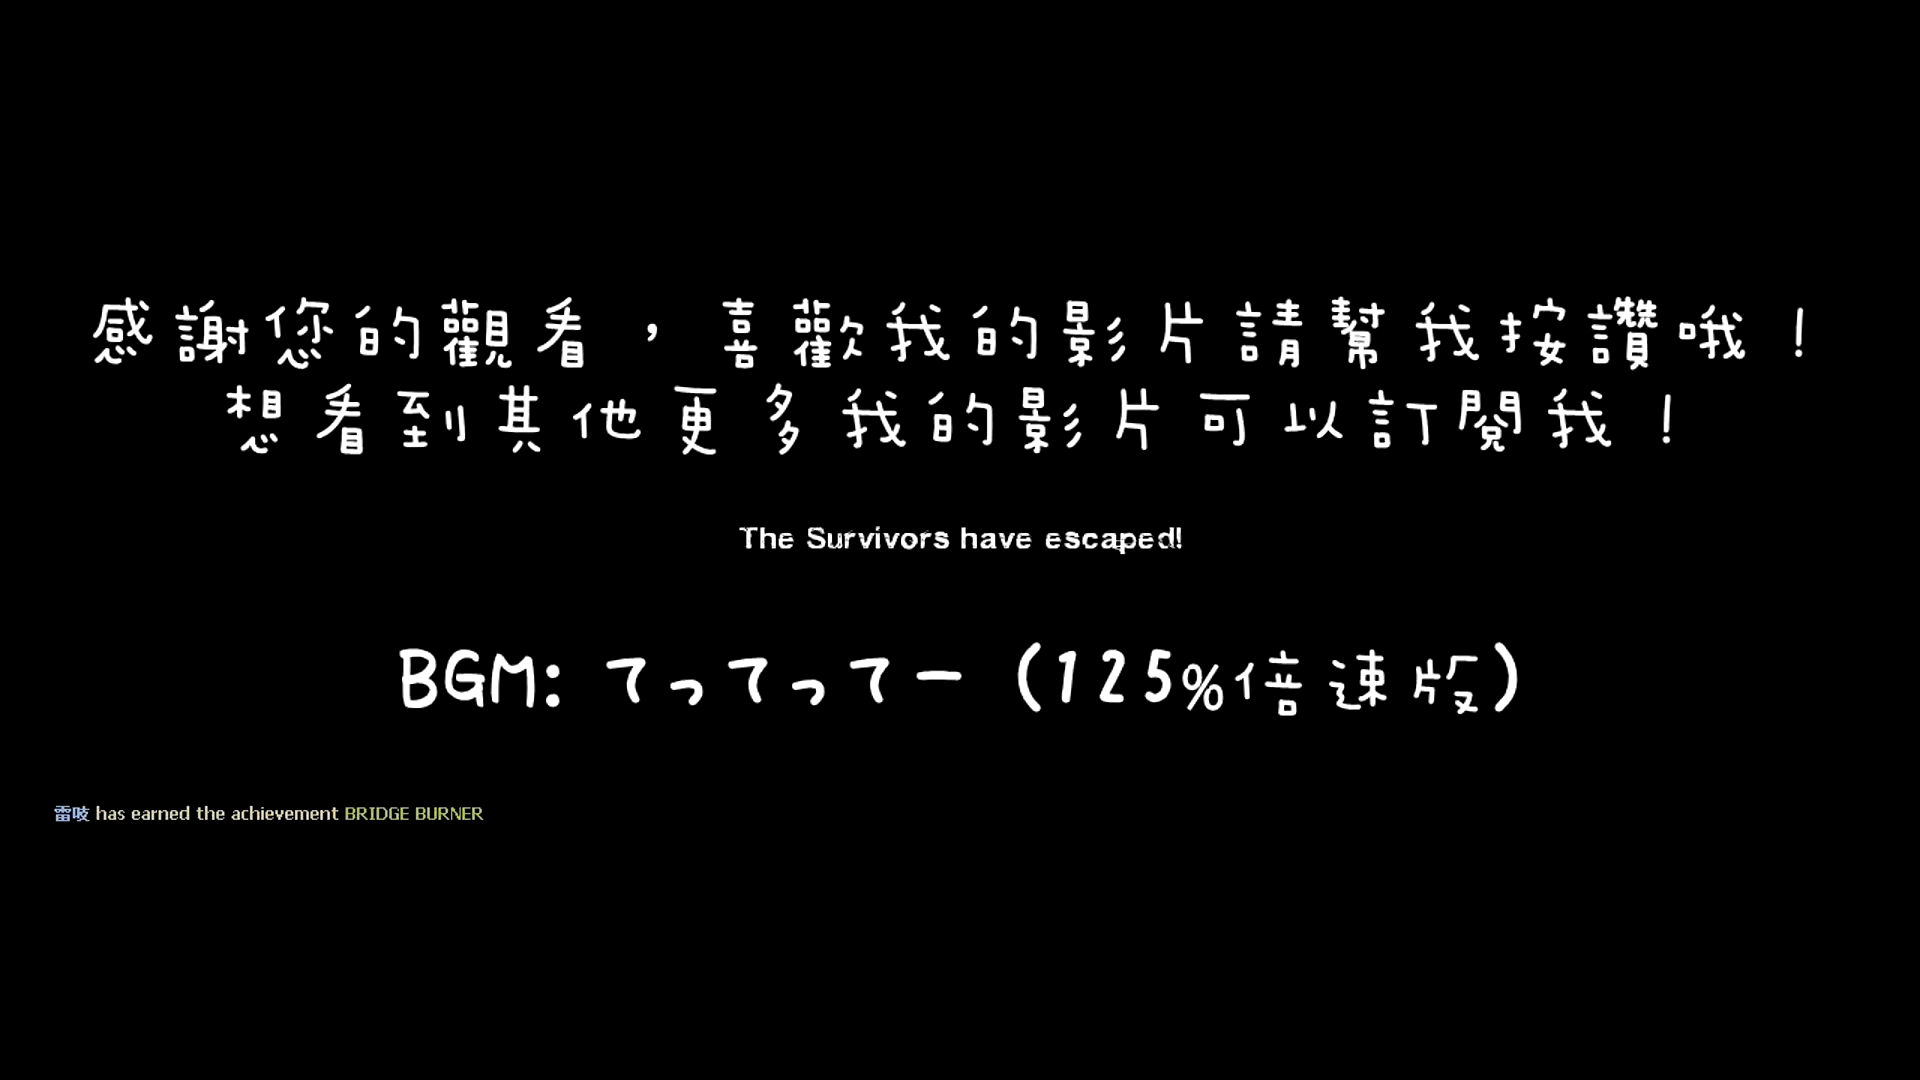 感謝您的觀看，喜歡我的影片請幫我按讚哦！
想看到其他更多我的影片可以訂閱我！
The Survivors have escaped!
BGM: てってってー (125%倍速版)
雷吱 has earned the achievement BRIDGE BURNER